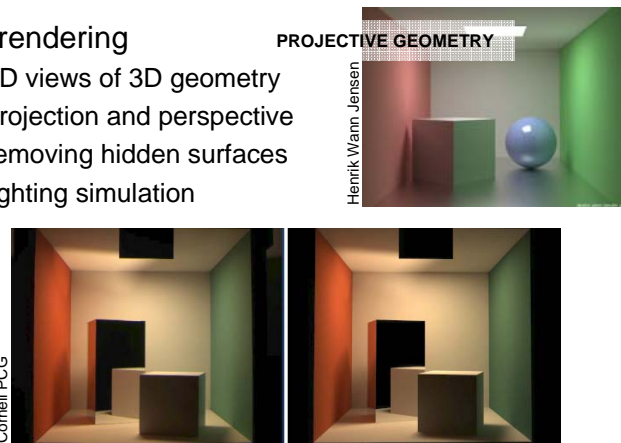 rendering
PROJECTIVE GEOMETRY
D views of 3D geometry
rojection and perspective
emoving hidden surfaces
ghting simulation
Henrik Wann Jensen
Cornell PCG